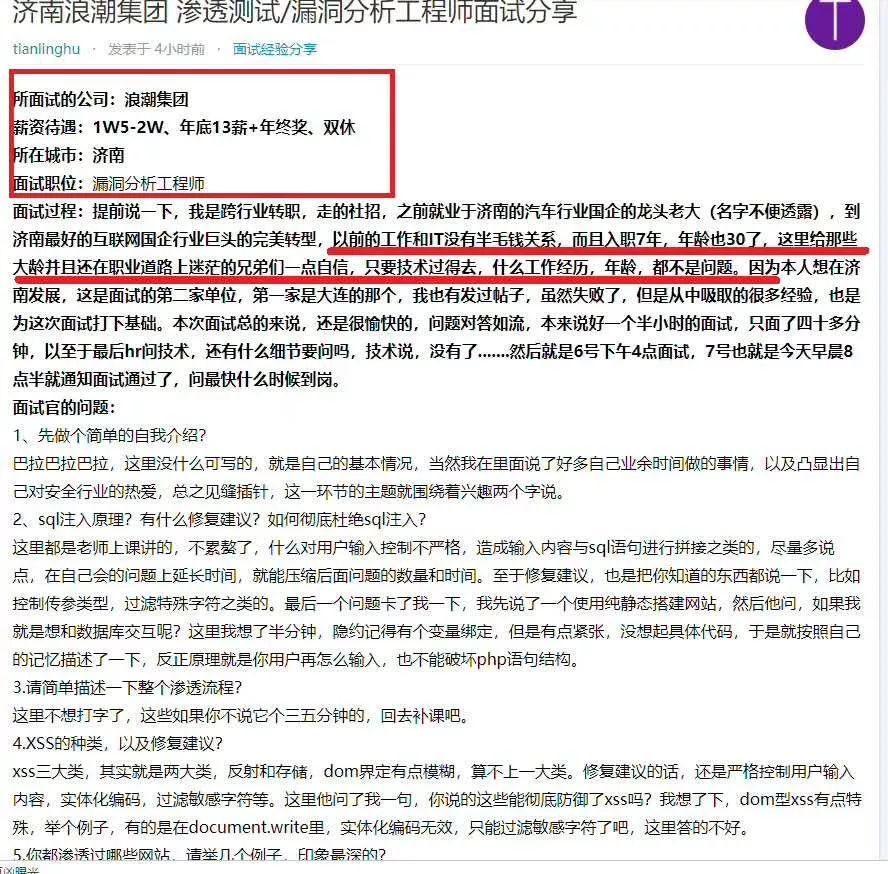 济南浪潮集团 渗透测试/漏洞分析工程师面试分享
T
tianlinghu · 发表于 4小时前 · 面试经验分享
所面试的公司：浪潮集团
薪资待遇：1W5-2W、年底13薪+年终奖、双休
所在城市：济南
面试职位：漏洞分析工程师
面试过程：提前说一下，我是跨行业转职，走的社招，之前就业于济南的汽车行业国企的龙头老大（名字不便透露），到
济南最好的互联网国企行业巨头的完美转型，以前的工作和IT没有半毛钱关系，而且入职7年，年龄也30了，这里给那些
大龄并且还在职业道路上迷茫的兄弟们一点自信，只要技术过得去，什么工作经历，年龄，都不是问题。因为本人想在济
南发展，这是面试的第二家单位，第一家是大连的那个，我也有发过帖子，虽然失败了，但是从中吸取的很多经验，也是
为这次面试打下基础。本次面试总的来说，还是很愉快的，问题对答如流，本来说好一个半小时的面试，只面了四十多分
钟，以至于最后hr问技术，还有什么细节要问吗，技术说，没有了.......然后就是6号下午4点面试，7号也就是今天早晨8
点半就通知面试通过了，问最快什么时候到岗。
面试官的问题：
1、先做个简单的自我介绍？
巴拉巴拉巴拉，这里没什么可写的，就是自己的基本情况，当然我在里面说了好多自己业余时间做的事情，以及凸显出自
己对安全行业的热爱，总之见缝插针，这一环节的主题就围绕着兴趣两个字说。
2、sql注入原理？有什么修复建议？如何彻底杜绝sql注入？
这里都是老师上课讲的，不累赘了，什么对用户输入控制不严格，造成输入内容与sql语句进行拼接之类的，尽量多说
点，在自己会的问题上延长时间，就能压缩后面问题的数量和时间。至于修复建议，也是把你知道的东西都说一下，比如
控制传参类型，过滤特殊字符之类的。最后一个问题卡了我一下，我先说了一个使用纯静态搭建网站，然后他问，如果我
就是想和数据库交互呢？这里我想了半分钟，隐约记得有个变量绑定，但是有点紧张，没想起具体代码，于是就按照自己
的记忆描述了一下，反正原理就是你用户再怎么输入，也不能破坏php语句结构。
3.请简单描述一下整个渗透流程？
这里不想打字了，这些如果你不说它个三五分钟的，回去补课吧。
4.XSS的种类，以及修复建议？
xss三大类，其实就是两大类，反射和存储，dom界定有点模糊，算不上一大类。修复建议的话，还是严格控制用户输入
内容，实体化编码，过滤敏感字符等。这里他问了我一句，你说的这些能彻底防御了xss吗？我想了下，dom型xss有点特
殊，举个例子，有的是在document.write里，实体化编码无效，只能过滤敏感字符了吧，这里答的不好。
5.你都渗透过哪些网站，请举几个例子，印象最深的？